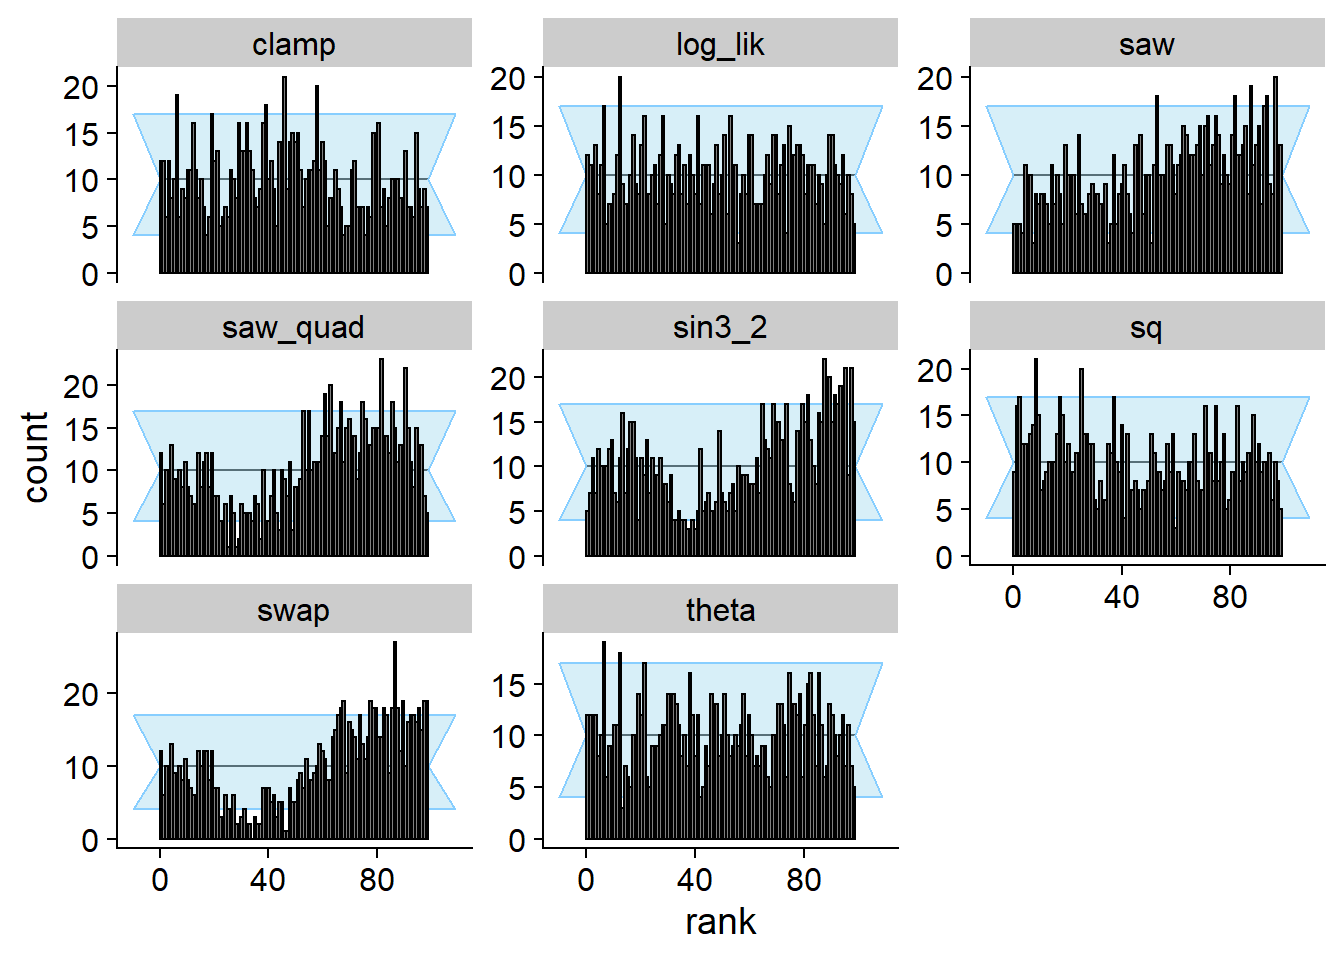 clamp log_lik saw
20 20 20
15 15 15
10 10 10
5 5 5
0 0 0
saw_quad sin3_2 sq
20 20 20
15 15 15
10 10 10
5 5 5
0 0 0
0 40 80
count
swap theta
20 15
10 10
5
0 0
0 40 80 0 40 80
rank